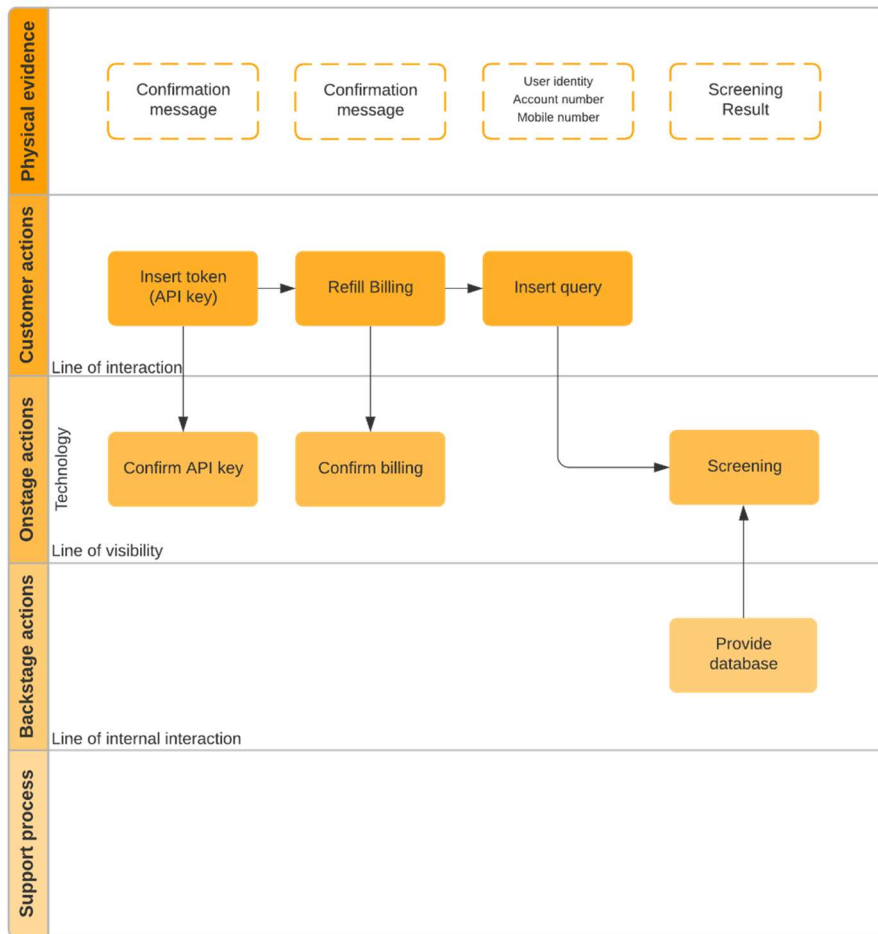 Physical evidence
Confirmation
message
Confirmation
message
User identity
Account number
Mobile number
Screening
Result
Customer actions
Insert token
(API key)
Refill Billing
Insert query
Line of interaction
Onstage actions
Technology
Confirm API key
Confirm billing
Screening
Line of visibility
Backstage actions
Provide
database
Line of internal interaction
Support process